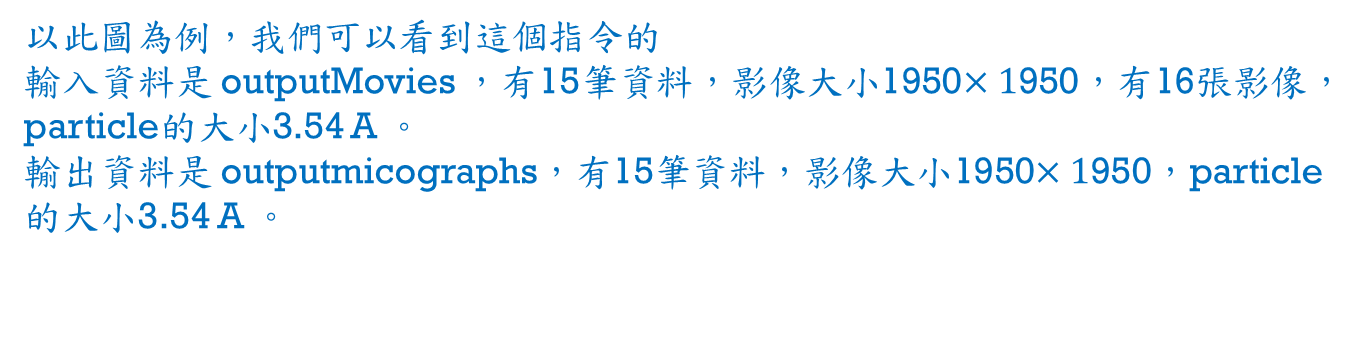 以此圖為例，我們可以看到這個指令的
輸入資料是 outputMovies ，有15筆資料，影像大小1950× 1950，有16張影像，
particle的大小3.54 A 。
輸出資料是 outputmicographs，有15筆資料，影像大小1950× 1950，particle
的大小3.54 A 。